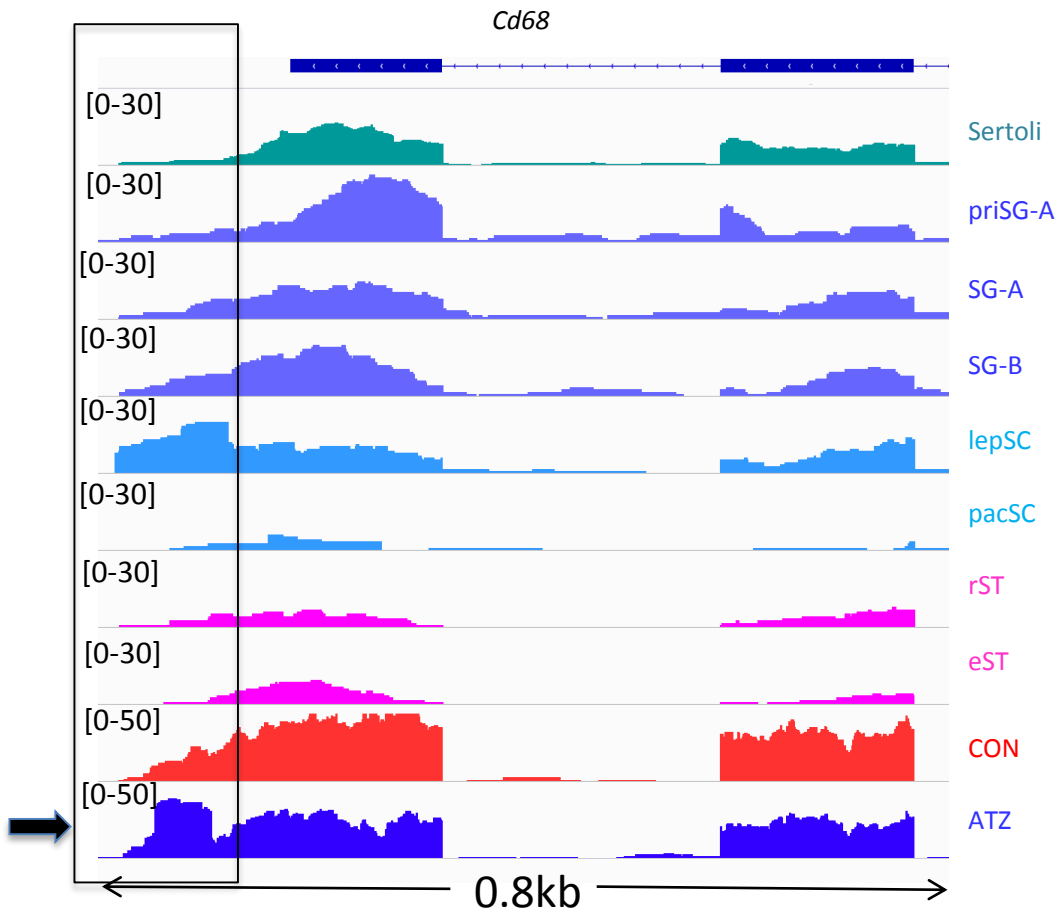 Cd68
[0-30]
Sertoli
[0-30]
priSG-A
[0-30]
SG-A
[0-30]
SG-B
[0-30]
lepSC
[0-30]
pacSC
[0-30]
rST
[0-30]
eST
[0-50]
CON
[0-50]
ATZ
0.8kb